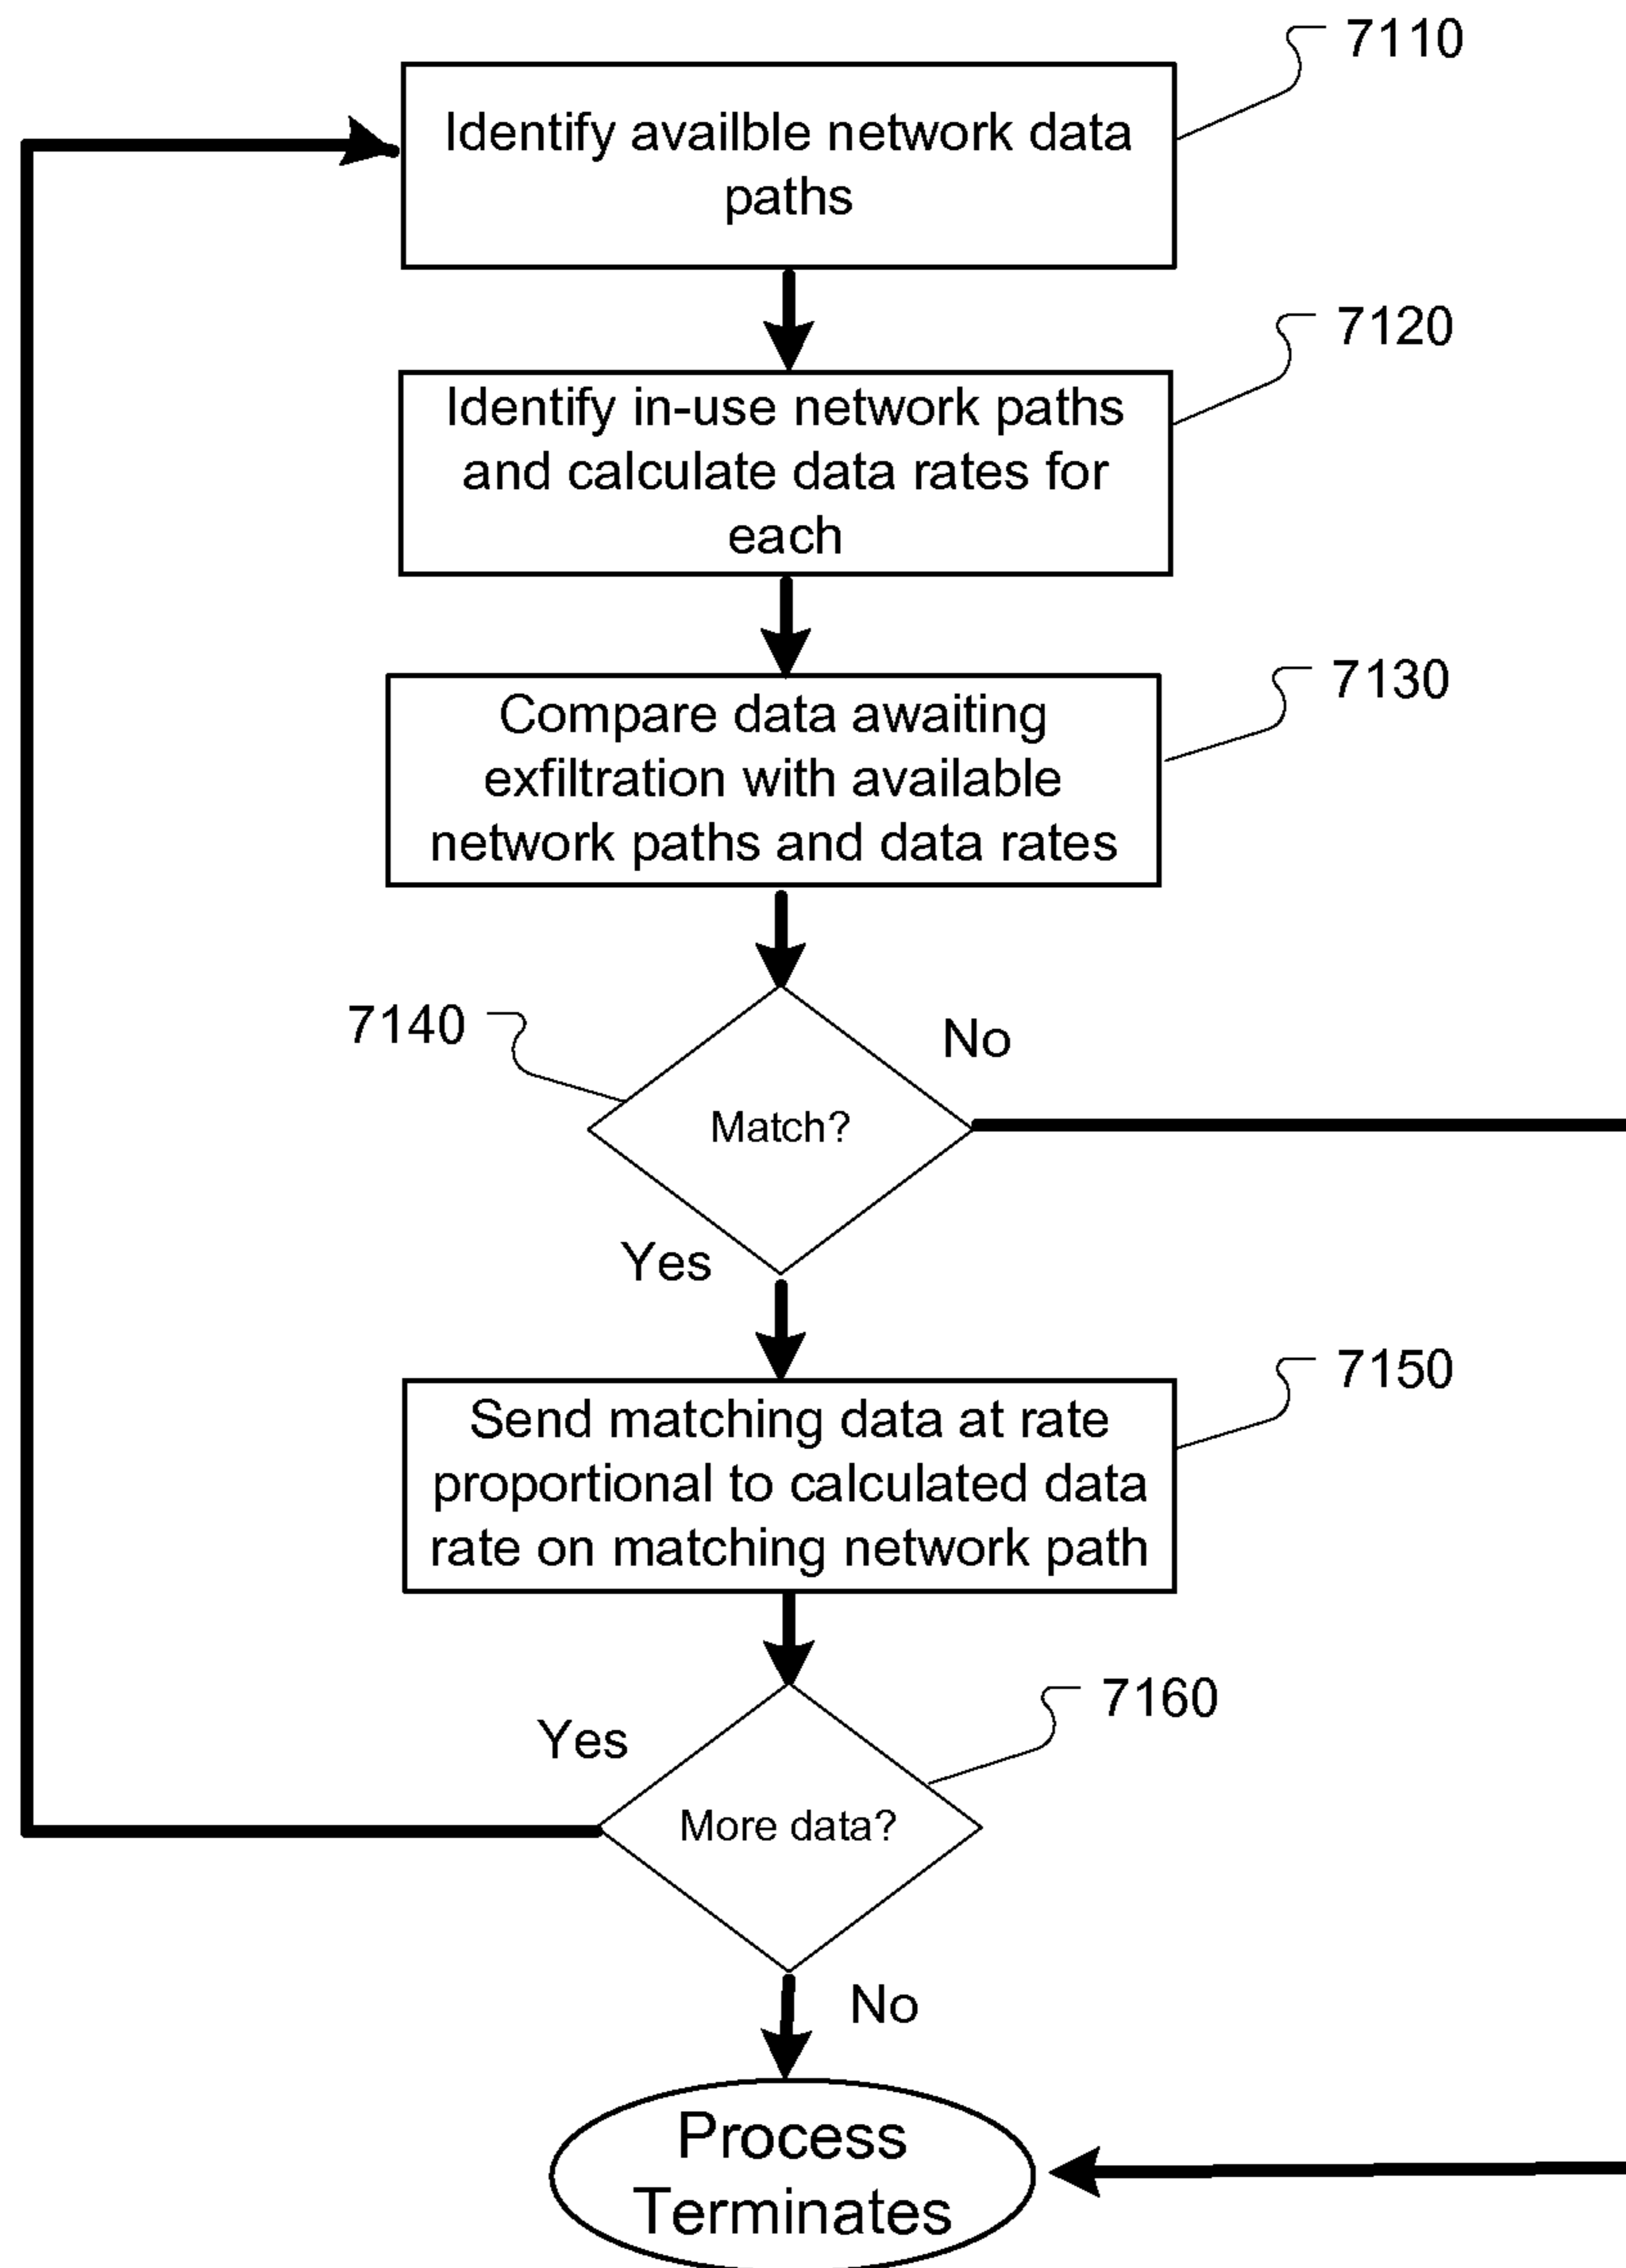 7110
Identify availble network data
paths
7120
Identify in-use network paths
and calculate data rates for
each
7130
Compare data awaiting
exfiltration with available
network paths and data rates
7140
No
Match?
Yes
7150
Send matching data at rate
proportional to calculated data
rate on matching network path
7160
Yes
More data?
No
Process
Terminates